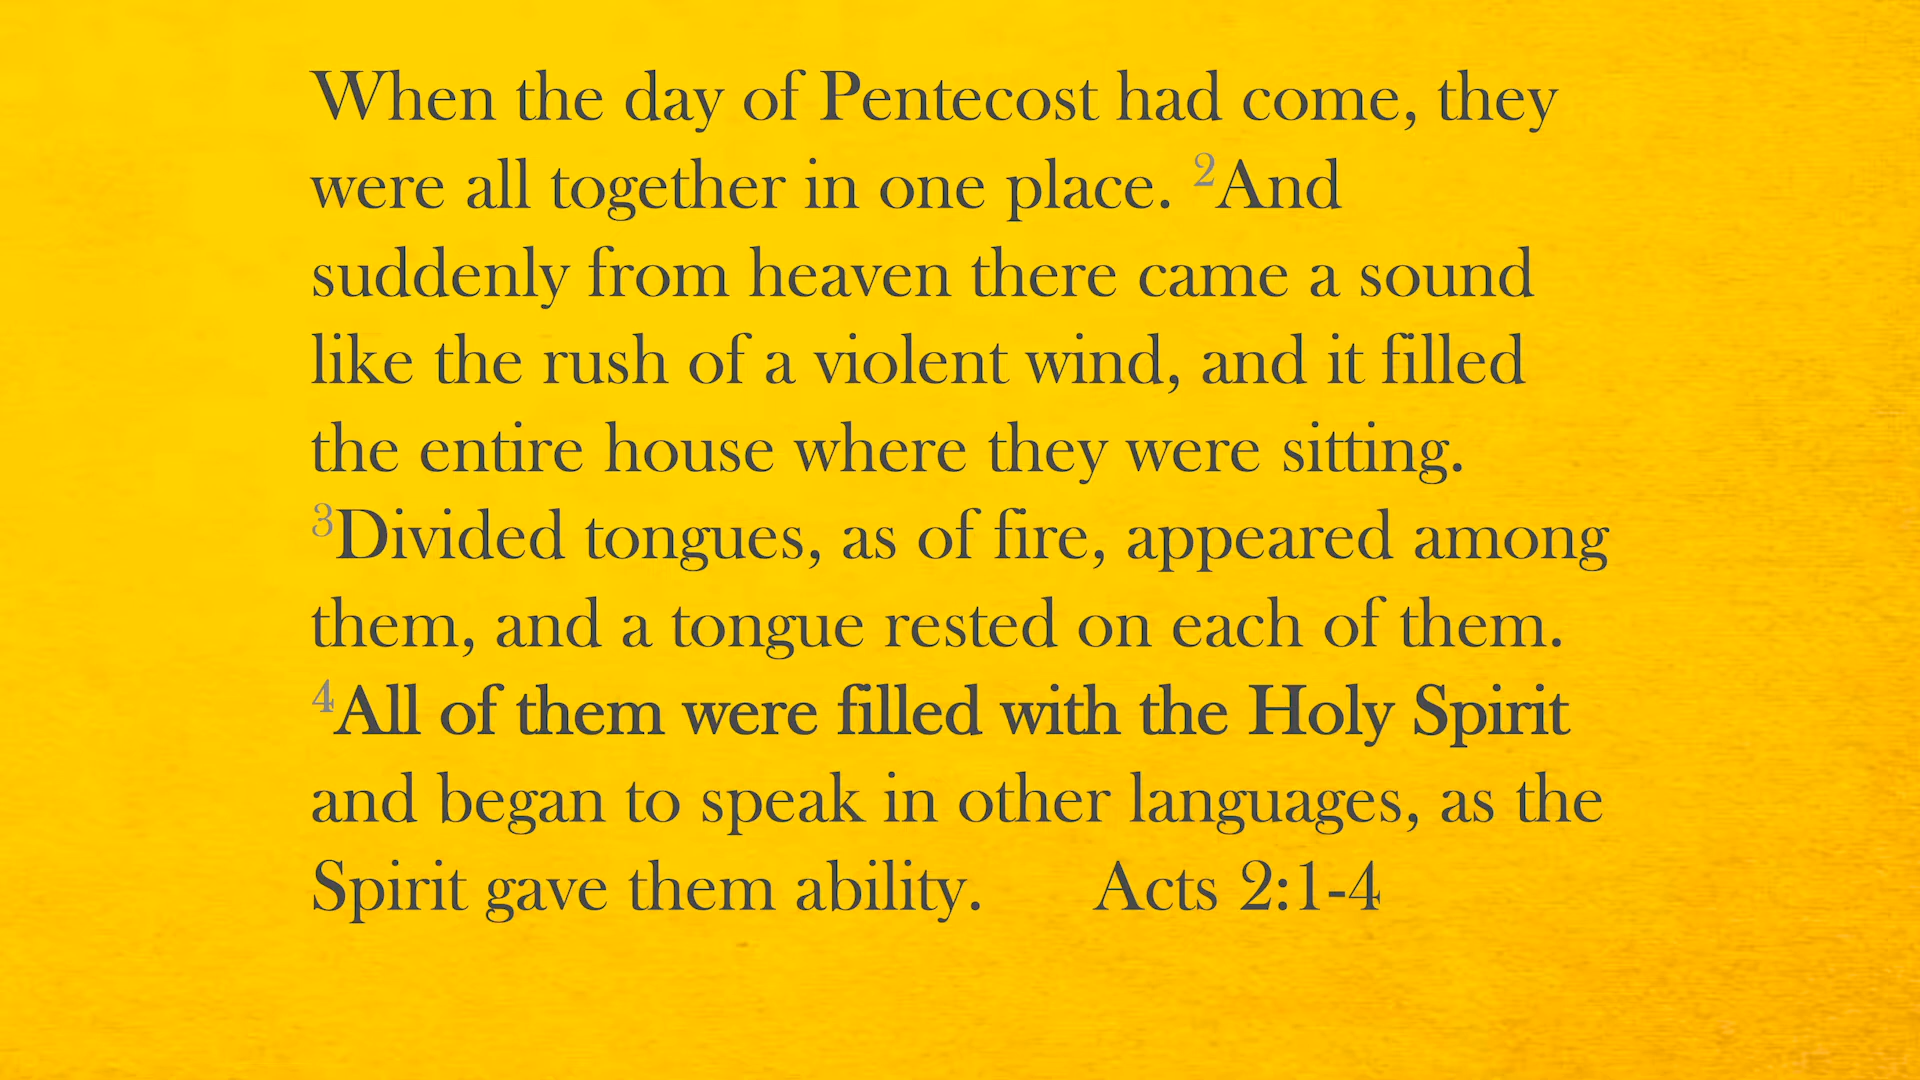 When the day of Pentecost had come, they
were all together in one place. ²And
suddenly from heaven there came a sound
like the rush of a violent wind, and it filled
the entire house where they were sitting.
³Divided tongues, as of fire, appeared among
them, and a tongue rested on each of them.
⁴All of them were filled with the Holy Spirit
and began to speak in other languages, as the
Spirit gave them ability. Acts 2:1-4